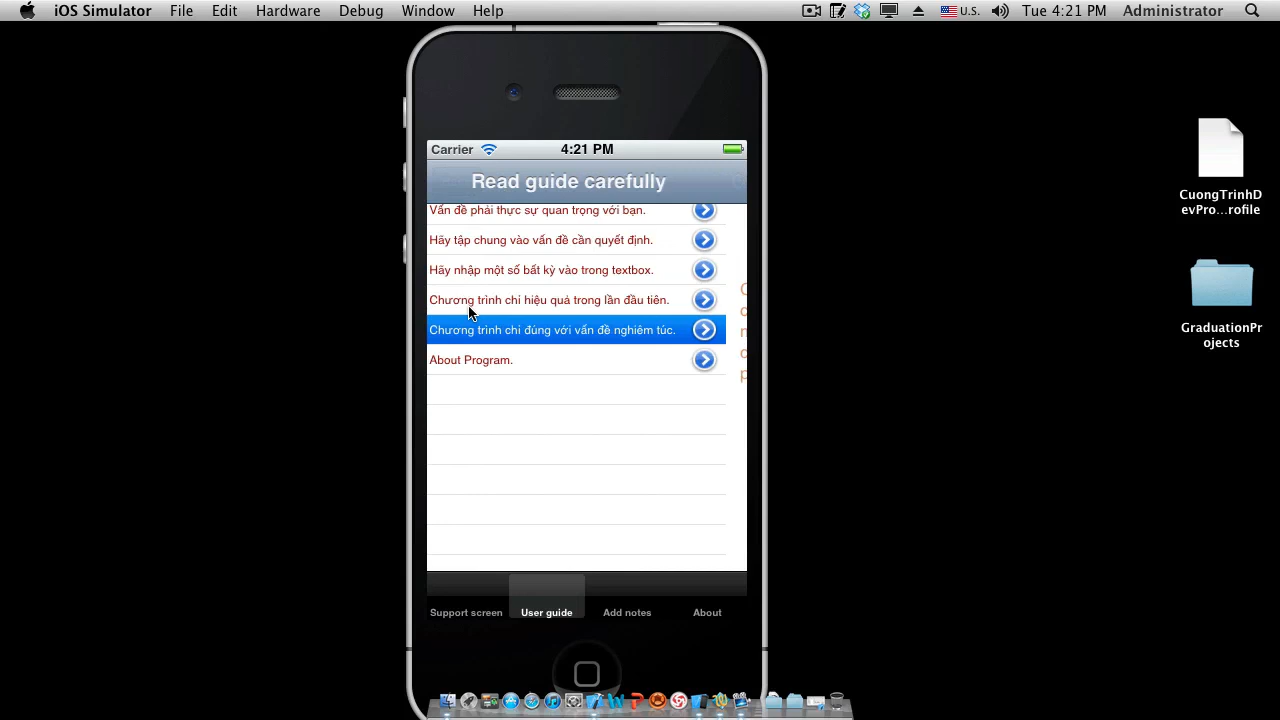 iOS Simulator File Edit Hardware Debug Window Help U.S. Tue 4:21 PM Administrator
Carrier 4:21 PM
Read guide carefully
Vấn đề phải thực sự quan trọng với bạn.
Hãy tập chung vào vấn đề cần quyết định.
Hãy nhập một số bất kỳ vào trong textbox.
Chương trình chỉ hiệu quả trong lần đầu tiên.
Chương trình chỉ đúng với vấn đề nghiêm túc.
About Program.
Support screen User guide Add notes About
CuongTrinhD
evPro...rofile
GraduationPr
ojects